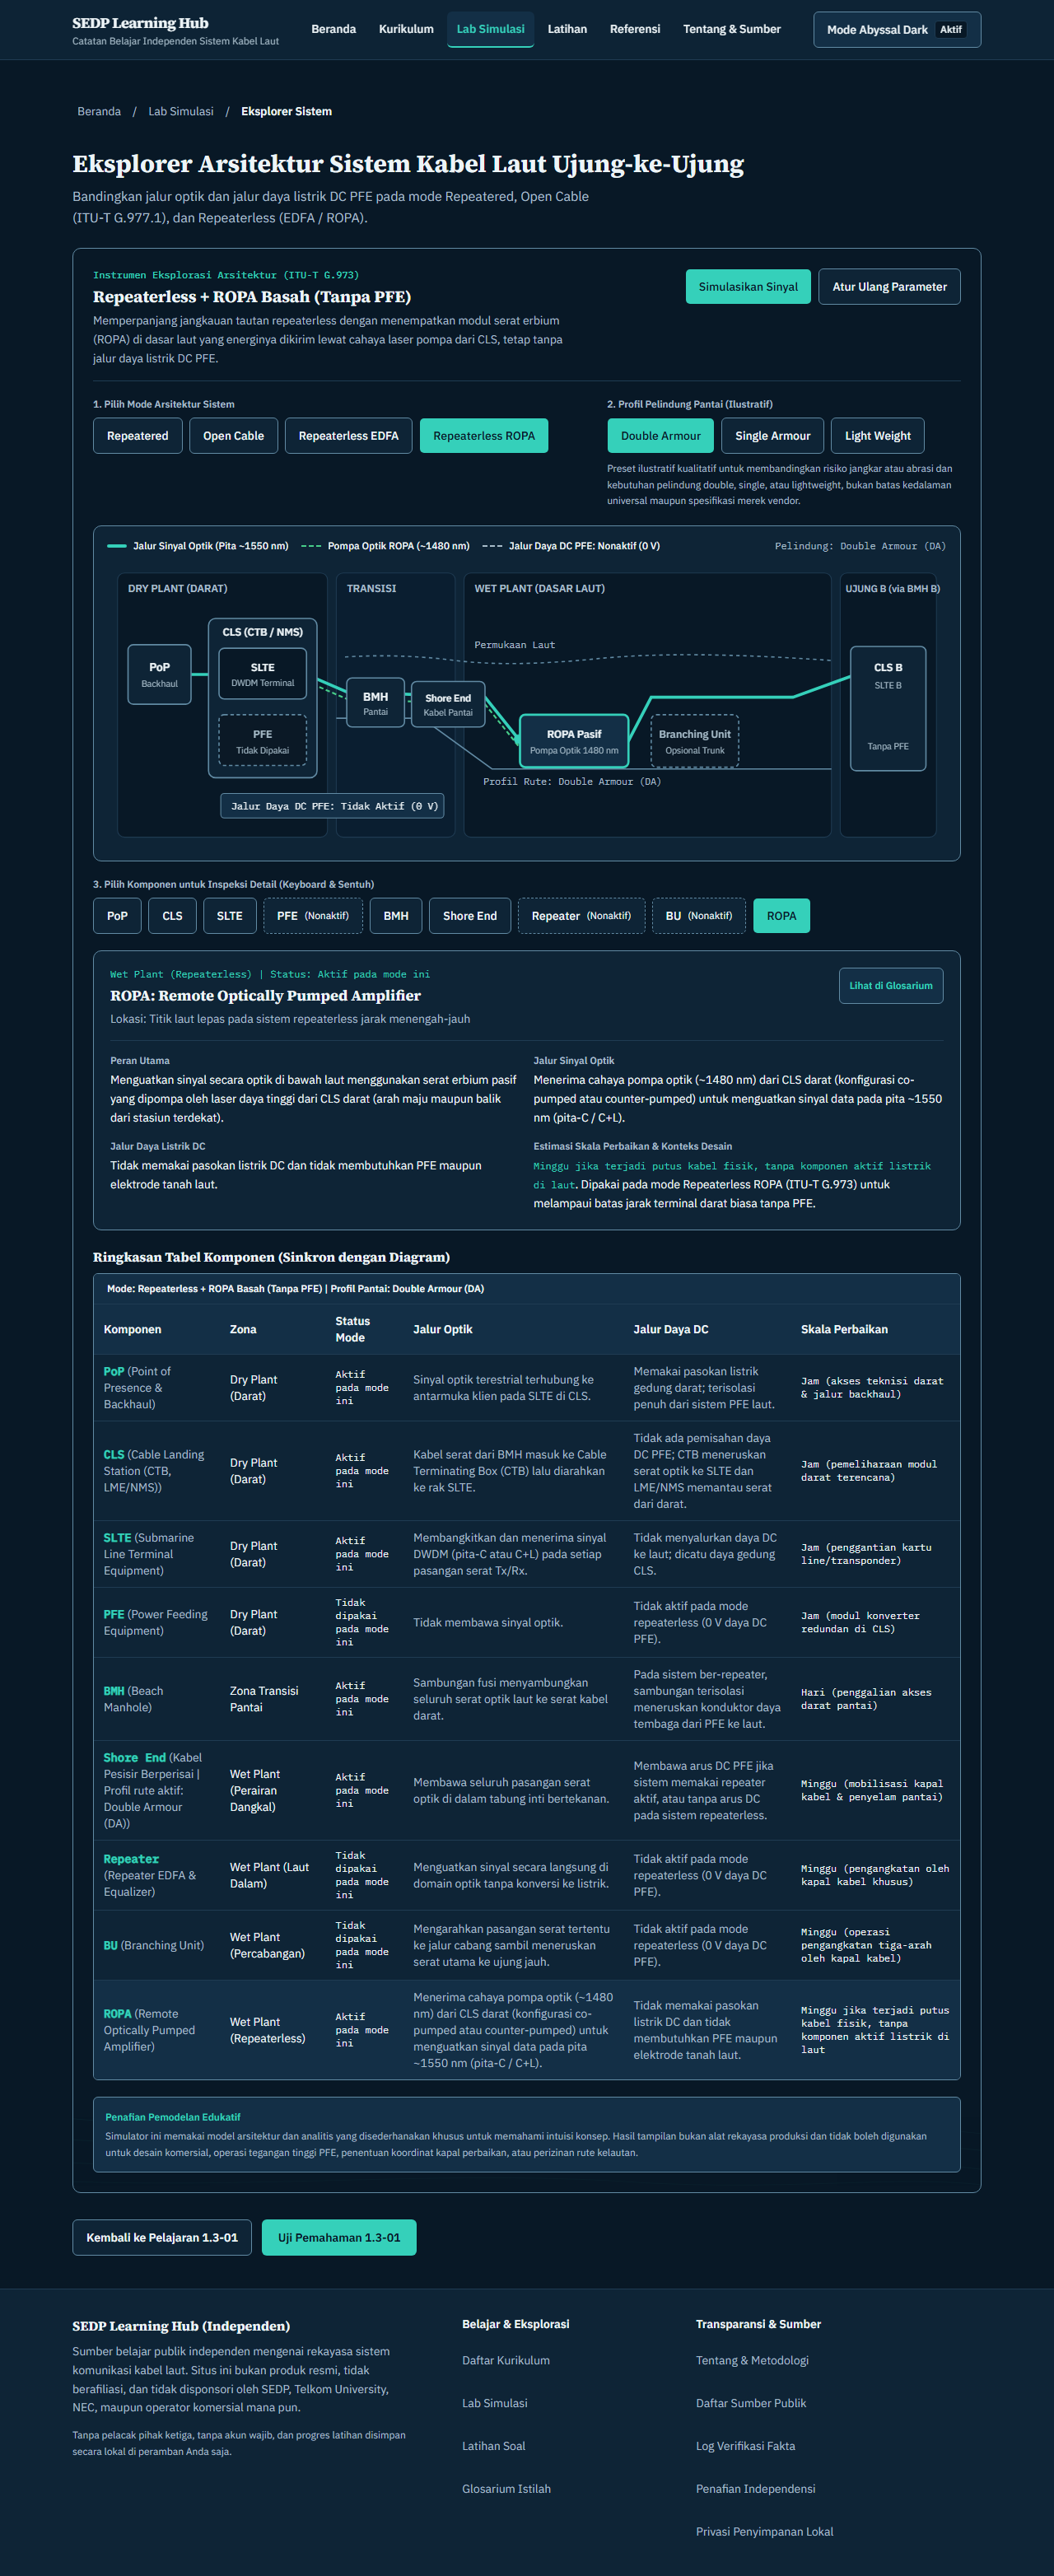 SEDP Learning Hub
Catatan Belajar Independen Sistem Kabel Laut
Beranda
Kurikulum
Lab Simulasi
Latihan
Referensi
Tentang & Sumber
Mode Abyssal Dark Aktif
Beranda / Lab Simulasi / Eksplorer Sistem
Eksplorer Arsitektur Sistem Kabel Laut Ujung-ke-Ujung
Bandingkan jalur optik dan jalur daya listrik DC PFE pada mode Repeatered, Open Cable
(ITU-T G.977.1), dan Repeaterless (EDFA / ROPA).
Instrumen Eksplorasi Arsitektur (ITU-T G.973)
Repeaterless + ROPA Basah (Tanpa PFE)
Memperpanjang jangkauan tautan repeaterless dengan menempatkan modul serat erbium
(ROPA) di dasar laut yang energinya dikirim lewat cahaya laser pompa dari CLS, tetap tanpa
jalur daya listrik DC PFE.
Simulasikan Sinyal
Atur Ulang Parameter
1. Pilih Mode Arsitektur Sistem
Repeatered
Open Cable
Repeaterless EDFA
Repeaterless ROPA
2. Profil Pelindung Pantai (Ilustratif)
Double Armour
Single Armour
Light Weight
Preset ilustratif kualitatif untuk membandingkan risiko jangkar atau abrasi dan
kebutuhan pelindung double, single, atau lightweight, bukan batas kedalaman
universal maupun spesifikasi merek vendor.
Jalur Sinyal Optik (Pita ~1550 nm)
Pompa Optik ROPA (~1480 nm)
Jalur Daya DC PFE: Nonaktif (0 V)
Pelindung: Double Armour (DA)
DRY PLANT (DARAT)
TRANSISI
WET PLANT (DASAR LAUT)
UJUNG B (via BMH B)
CLS (CTB / NMS)
Permukaan Laut
PoP
Backhaul
SLTE
DWDM Terminal
CLS B
SLTE B
BMH
Pantai
Shore End
Kabel Pantai
PFE
Tidak Dipakai
ROPA Pasif
Pompa Optik 1480 nm
Branching Unit
Opsional Trunk
Tanpa PFE
Profil Rute: Double Armour (DA)
Jalur Daya DC PFE: Tidak Aktif (0 V)
3. Pilih Komponen untuk Inspeksi Detail (Keyboard & Sentuh)
PoP
CLS
SLTE
PFE (Nonaktif)
BMH
Shore End
Repeater (Nonaktif)
BU (Nonaktif)
ROPA
Wet Plant (Repeaterless) | Status: Aktif pada mode ini
ROPA: Remote Optically Pumped Amplifier
Lokasi: Titik laut lepas pada sistem repeaterless jarak menengah-jauh
Lihat di Glosarium
Peran Utama
Menguatkan sinyal secara optik di bawah laut menggunakan serat erbium pasif
yang dipompa oleh laser daya tinggi dari CLS darat (arah maju maupun balik
dari stasiun terdekat).
Jalur Sinyal Optik
Menerima cahaya pompa optik (~1480 nm) dari CLS darat (konfigurasi co-
pumped atau counter-pumped) untuk menguatkan sinyal data pada pita ~1550
nm (pita-C / C+L).
Jalur Daya Listrik DC
Tidak memakai pasokan listrik DC dan tidak membutuhkan PFE maupun
elektrode tanah laut.
Estimasi Skala Perbaikan & Konteks Desain
Minggu jika terjadi putus kabel fisik, tanpa komponen aktif listrik
di laut. Dipakai pada mode Repeaterless ROPA (ITU-T G.973) untuk
melampaui batas jarak terminal darat biasa tanpa PFE.
Ringkasan Tabel Komponen (Sinkron dengan Diagram)
Mode: Repeaterless + ROPA Basah (Tanpa PFE) | Profil Pantai: Double Armour (DA)
Komponen
Zona
Status
Mode
Jalur Optik
Jalur Daya DC
Skala Perbaikan
PoP (Point of
Presence &
Backhaul)
Dry Plant
(Darat)
Aktif
pada mode
ini
Sinyal optik terestrial terhubung ke
antarmuka klien pada SLTE di CLS.
Memakai pasokan listrik
gedung darat; terisolasi
penuh dari sistem PFE laut.
Jam (akses teknisi darat
& jalur backhaul)
CLS (Cable Landing
Station (CTB,
LME/NMS))
Dry Plant
(Darat)
Aktif
pada mode
ini
Kabel serat dari BMH masuk ke Cable
Terminating Box (CTB) lalu diarahkan
ke rak SLTE.
Tidak ada pemisahan daya
DC PFE; CTB meneruskan
serat optik ke SLTE dan
LME/NMS memantau serat
dari darat.
Jam (pemeliharaan modul
darat terencana)
SLTE (Submarine
Line Terminal
Equipment)
Dry Plant
(Darat)
Aktif
pada mode
ini
Membangkitkan dan menerima sinyal
DWDM (pita-C atau C+L) pada setiap
pasangan serat Tx/Rx.
Tidak menyalurkan daya DC
ke laut; dicatu daya gedung
CLS.
Jam (penggantian kartu
line/transponder)
PFE (Power Feeding
Equipment)
Dry Plant
(Darat)
Tidak
dipakai
pada mode
ini
Tidak membawa sinyal optik.
Tidak aktif pada mode
repeaterless (0 V daya DC
PFE).
Jam (modul konverter
redundan di CLS)
BMH (Beach
Manhole)
Zona Transisi
Pantai
Aktif
pada mode
ini
Sambungan fusi menyambungkan
seluruh serat optik laut ke serat kabel
darat.
Pada sistem ber-repeater,
sambungan terisolasi
meneruskan konduktor daya
tembaga dari PFE ke laut.
Hari (penggalian akses
darat pantai)
Shore End (Kabel
Pesisir Berperisai |
Profil rute aktif:
Double Armour
(DA))
Wet Plant
(Perairan
Dangkal)
Aktif
pada mode
ini
Membawa seluruh pasangan serat
optik di dalam tabung inti bertekanan.
Membawa arus DC PFE jika
sistem memakai repeater
aktif, atau tanpa arus DC
pada sistem repeaterless.
Minggu (mobilisasi kapal
kabel & penyelam pantai)
Repeater
(Repeater EDFA &
Equalizer)
Wet Plant (Laut
Dalam)
Tidak
dipakai
pada mode
ini
Menguatkan sinyal secara langsung di
domain optik tanpa konversi ke listrik.
Tidak aktif pada mode
repeaterless (0 V daya DC
PFE).
Minggu (pengangkatan oleh
kapal kabel khusus)
BU (Branching Unit)
Wet Plant
(Percabangan)
Tidak
dipakai
pada mode
ini
Mengarahkan pasangan serat tertentu
ke jalur cabang sambil meneruskan
serat utama ke ujung jauh.
Tidak aktif pada mode
repeaterless (0 V daya DC
PFE).
Minggu (operasi
pengangkatan tiga-arah
oleh kapal kabel)
ROPA (Remote
Optically Pumped
Amplifier)
Wet Plant
(Repeaterless)
Aktif
pada mode
ini
Menerima cahaya pompa optik (~1480
nm) dari CLS darat (konfigurasi co-
pumped atau counter-pumped) untuk
menguatkan sinyal data pada pita
~1550 nm (pita-C / C+L).
Tidak memakai pasokan
listrik DC dan tidak
membutuhkan PFE maupun
elektrode tanah laut.
Minggu jika terjadi putus
kabel fisik, tanpa
komponen aktif listrik di
laut
Penafian Pemodelan Edukatif
Simulator ini memakai model arsitektur dan analitis yang disederhanakan khusus untuk memahami intuisi konsep. Hasil tampilan bukan alat rekayasa produksi dan tidak boleh digunakan
untuk desain komersial, operasi tegangan tinggi PFE, penentuan koordinat kapal perbaikan, atau perizinan rute kelautan.
Kembali ke Pelajaran 1.3-01
Uji Pemahaman 1.3-01
SEDP Learning Hub (Independen)
Sumber belajar publik independen mengenai rekayasa sistem
komunikasi kabel laut. Situs ini bukan produk resmi, tidak
berafiliasi, dan tidak disponsori oleh SEDP, Telkom University,
NEC, maupun operator komersial mana pun.
Tanpa pelacak pihak ketiga, tanpa akun wajib, dan progres latihan disimpan
secara lokal di peramban Anda saja.
Belajar & Eksplorasi
Daftar Kurikulum
Lab Simulasi
Latihan Soal
Glosarium Istilah
Transparansi & Sumber
Tentang & Metodologi
Daftar Sumber Publik
Log Verifikasi Fakta
Penafian Independensi
Privasi Penyimpanan Lokal